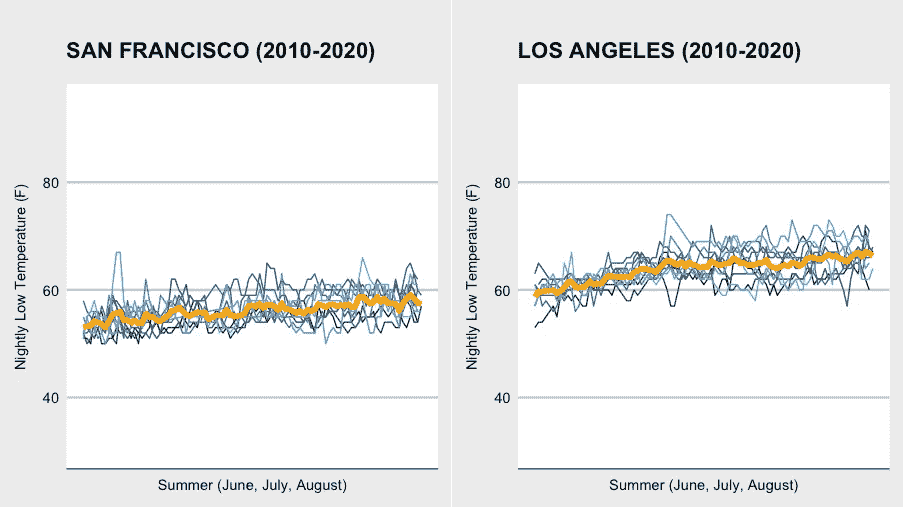 SAN FRANCISCO (2010-2020)
Nightly Low Temperature (F)
80
60
40
Summer (June, July, August)
LOS ANGELES (2010-2020)
Nightly Low Temperature (F)
80
60
40
Summer (June, July, August)